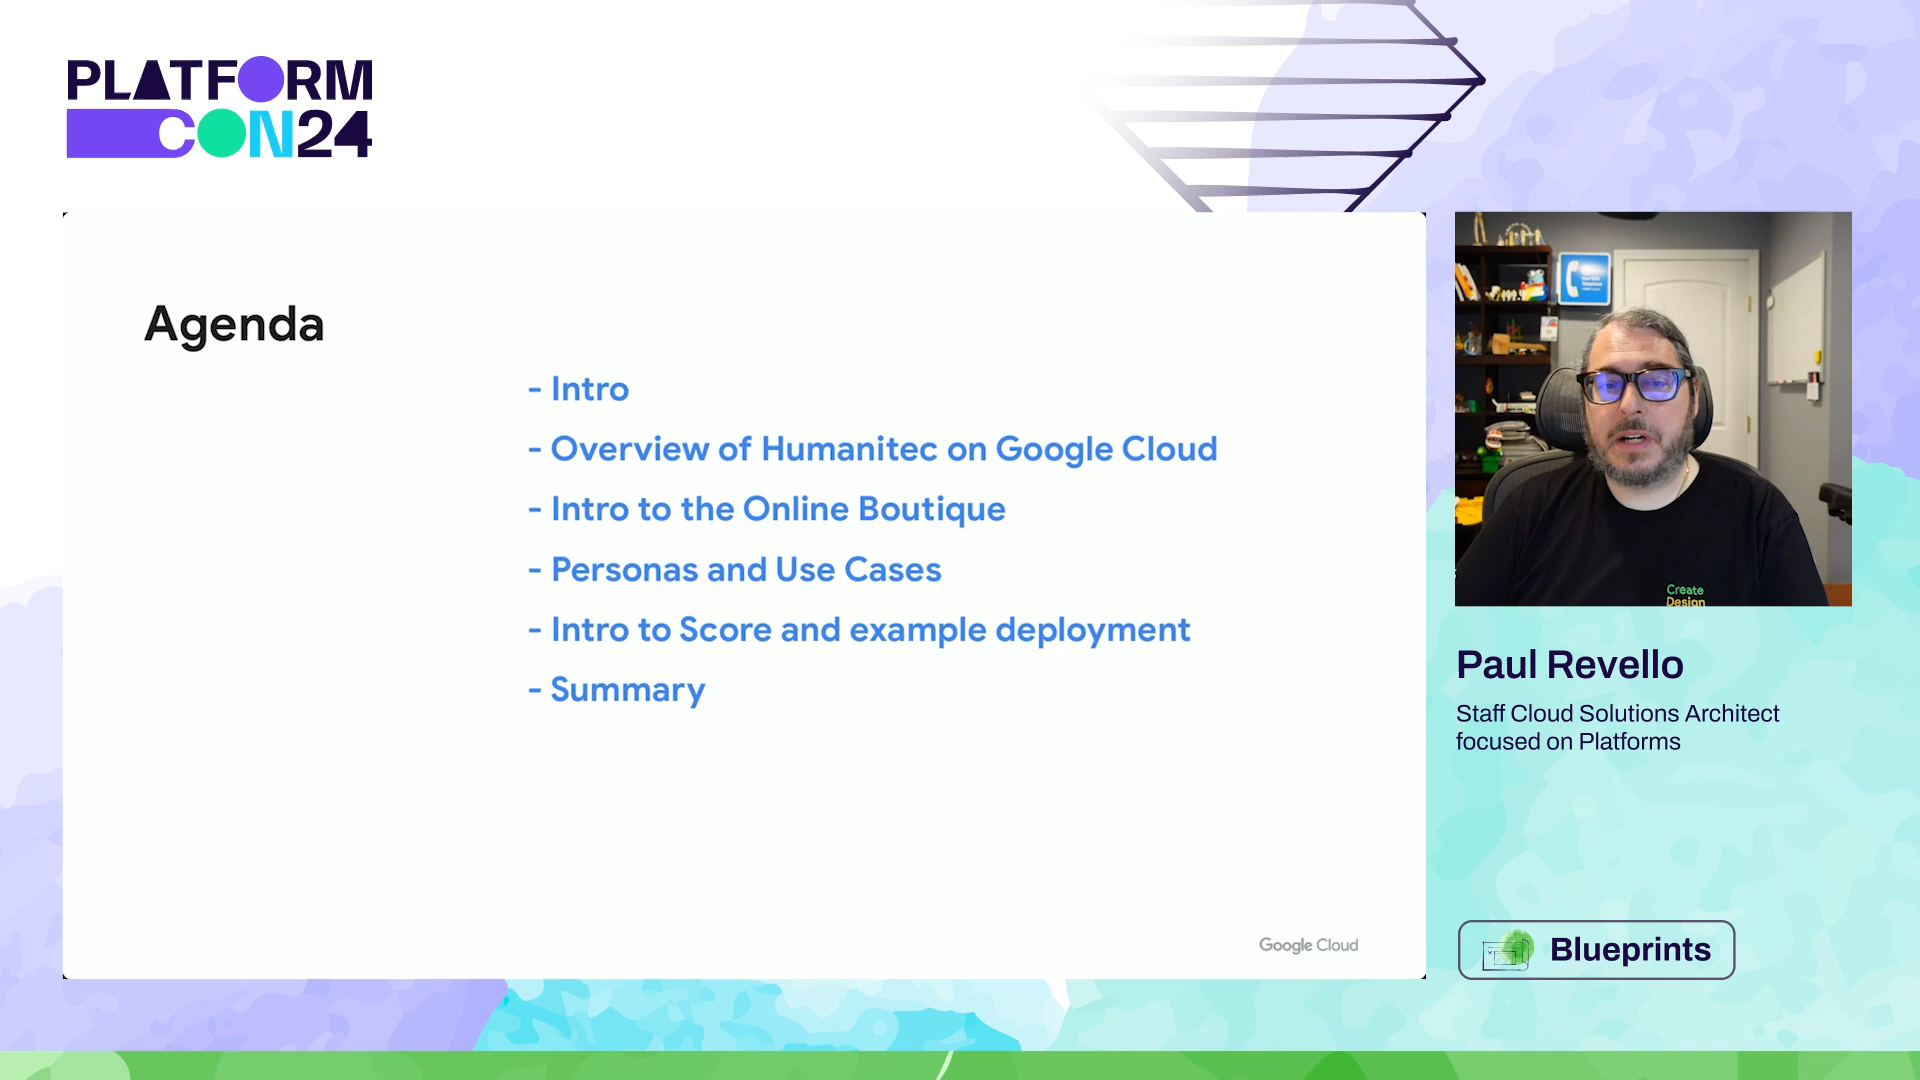 PLATFORM
CON24
Agenda
- Intro
- Overview of Humanitec on Google Cloud
- Intro to the Online Boutique
- Personas and Use Cases
- Intro to Score and example deployment
- Summary
Google Cloud
Create
Design
Paul Revello
Staff Cloud Solutions Architect
focused on Platforms
Blueprints